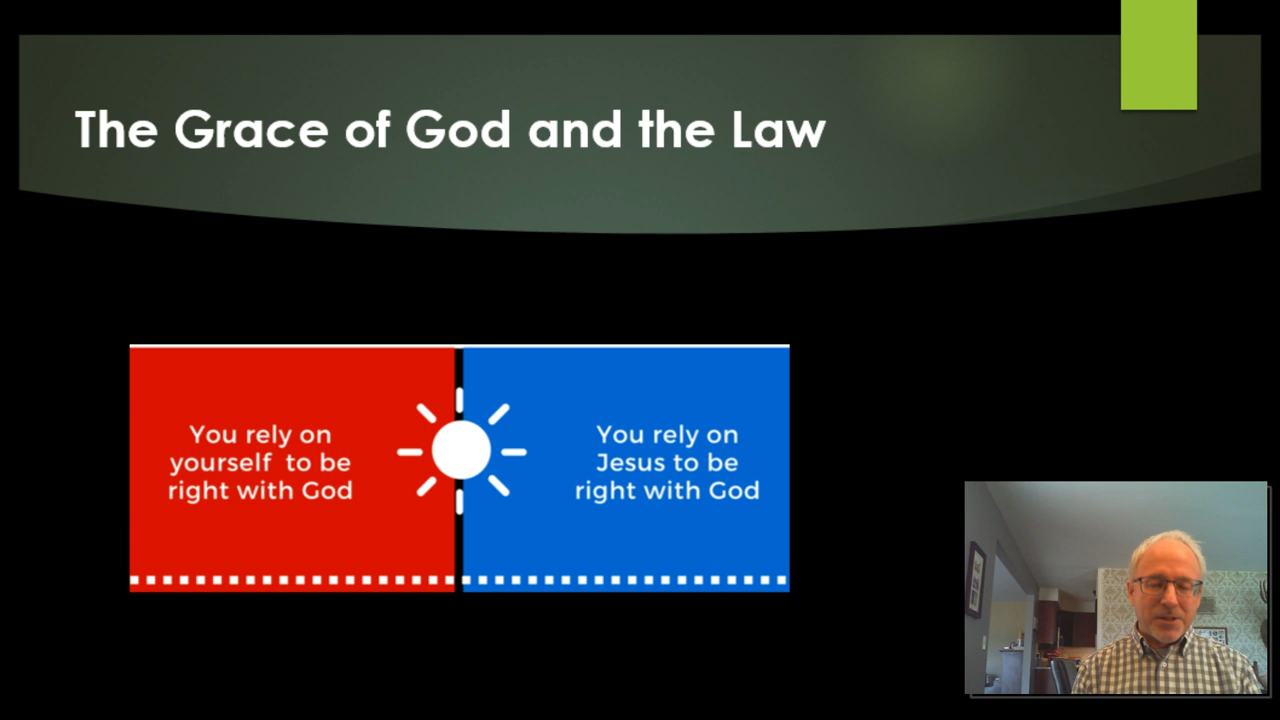 The Grace of God and the Law
You rely on
yourself  to be
right with God
You rely on
Jesus to be
right with God